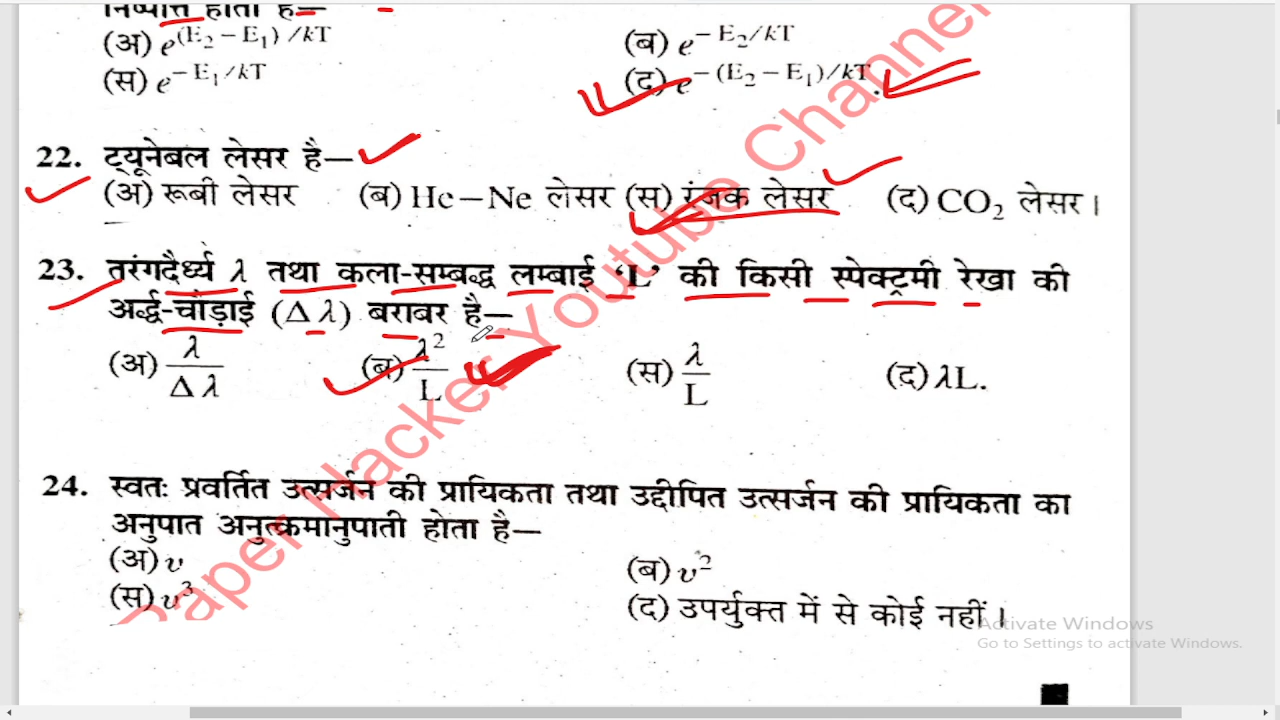 निष्पत्ति होता है—
(अ) e^(E₂ – E₁) /kT (ब) e^– E₂/kT
(स) e^– E₁/kT (द) e^– (E₂ – E₁)/kT.
22. ट्यूनेबल लेसर है—
(अ) रूबी लेसर (ब) He – Ne लेसर (स) रंजक लेसर (द) CO₂ लेसर।
23. तरंगदैर्ध्य λ तथा कला-सम्बद्ध लम्बाई ‘L’ की किसी स्पेक्ट्रमी रेखा की
अर्द्ध-चौड़ाई (Δ λ) बराबर है—
(अ) λ/Δ λ (ब) λ²/L (स) λ/L (द) λL.
24. स्वतः प्रवर्तित उत्सर्जन की प्रायिकता तथा उद्दीपित उत्सर्जन की प्रायिकता का
अनुपात अनुत्क्रमानुपाती होता है—
(अ) υ (ब) υ²
(स) υ³ (द) उपर्युक्त में से कोई नहीं।
Paper Hacker Youtube Channel
Activate Windows
Go to Settings to activate Windows.